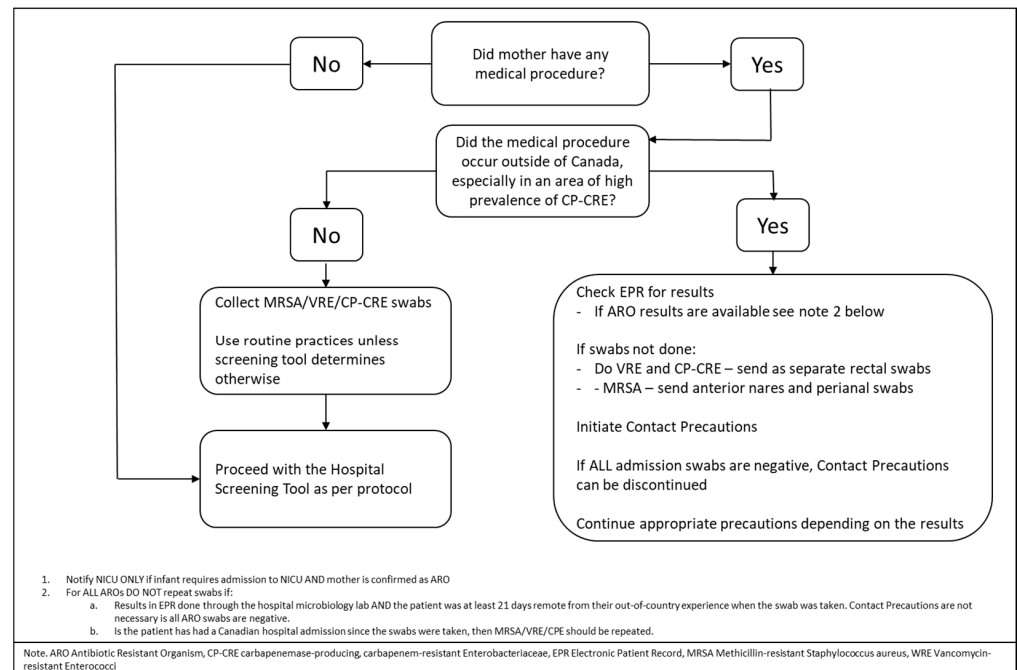 Did mother have any
medical procedure?
No
Yes
Did the medical procedure
occur outside of Canada,
especially in an area of high
prevalence of CP-CRE?
No
Yes
Collect MRSA/VRE/CP-CRE swabs
Use routine practices unless
screening tool determines
otherwise
Proceed with the Hospital
Screening Tool as per protocol
Check EPR for results
- If ARO results are available see note 2 below
If swabs not done:
- Do VRE and CP-CRE – send as separate rectal swabs
- - MRSA – send anterior nares and perianal swabs
Initiate Contact Precautions
If ALL admission swabs are negative, Contact Precautions
can be discontinued
Continue appropriate precautions depending on the results
1. Notify NICU ONLY if infant requires admission to NICU AND mother is confirmed as ARO
2. For ALL AROs DO NOT repeat swabs if:
a. Results in EPR done through the hospital microbiology lab AND the patient was at least 21 days remote from their out-of-country experience when the swab was taken. Contact Precautions are not
necessary is all ARO swabs are negative.
b. Is the patient has had a Canadian hospital admission since the swabs were taken, then MRSA/VRE/CPE should be repeated.
Note. ARO Antibiotic Resistant Organism, CP-CRE carbapenemase-producing, carbapenem-resistant Enterobacteriaceae, EPR Electronic Patient Record, MRSA Methicillin-resistant Staphylococcus aureus, WRE Vancomycin-
resistant Enterococci